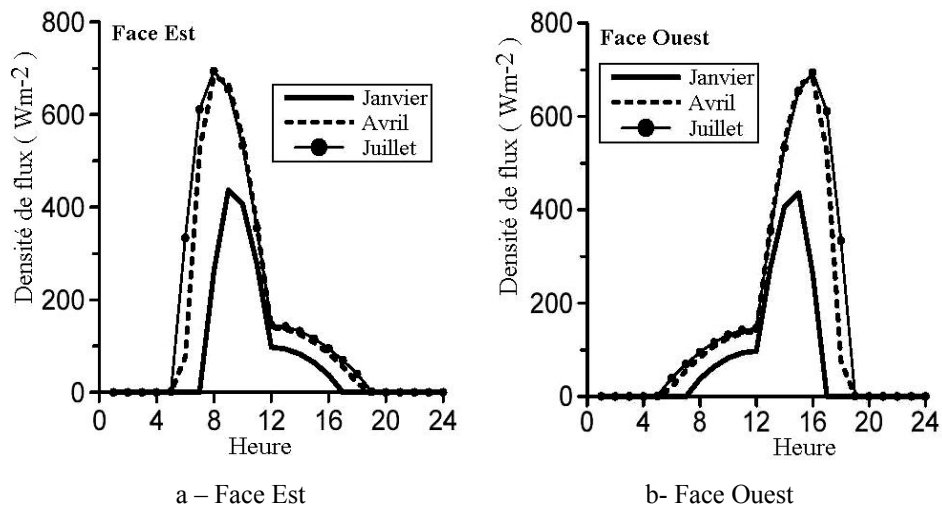 Face Est
Densité de flux ( Wm-2 )
800
600
400
200
0
Janvier
Avril
Juillet
0 4 8 12 16 20 24
Heure
a – Face Est
Face Ouest
Densité de flux ( Wm-2 )
800
600
400
200
0
Janvier
Avril
Juillet
0 4 8 12 16 20 24
Heure
b- Face Ouest